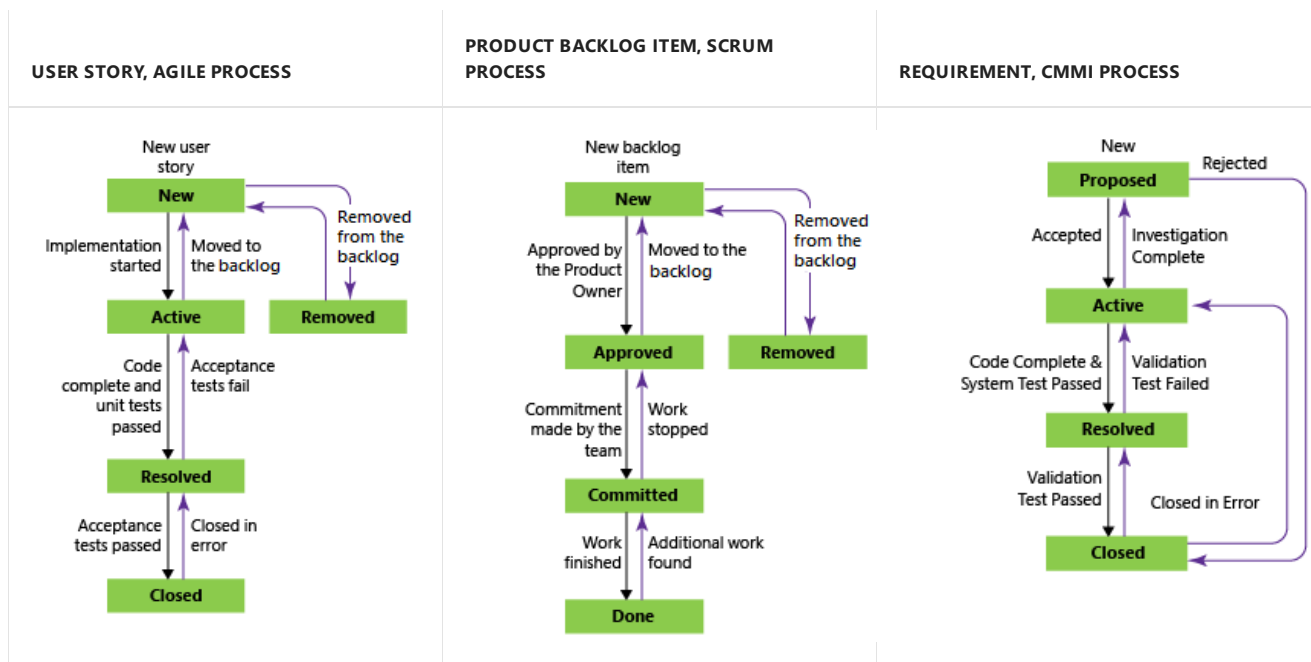 USER STORY, AGILE PROCESS
PRODUCT BACKLOG ITEM, SCRUM
PROCESS
REQUIREMENT, CMMI PROCESS
New user
story
New
Implementation
started
Moved to
the backlog
Removed
from the
backlog
Active
Removed
Code
complete and
unit tests
passed
Acceptance
tests fail
Resolved
Acceptance
tests passed
Closed in
error
Closed
New backlog
item
New
Approved by
the Product
Owner
Moved to the
backlog
Removed
from the
backlog
Approved
Removed
Commitment
made by the
team
Work
stopped
Committed
Work
finished
Additional work
found
Done
New
Rejected
Proposed
Accepted
Investigation
Complete
Active
Code Complete &
System Test Passed
Validation
Test Failed
Resolved
Validation
Test Passed
Closed in Error
Closed